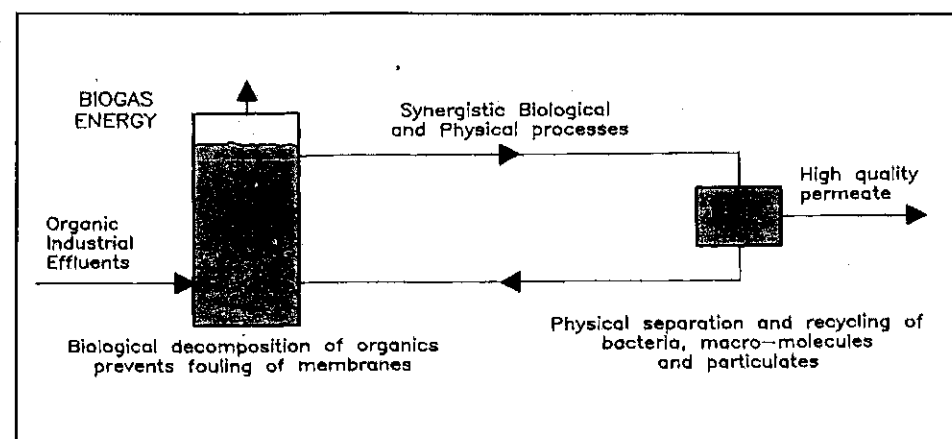 BIOGAS
ENERGY
Synergistic Biological
and Physical processes
High quality
permeate
Organic
Industrial
Effluents
Biological decomposition of organics
prevents fouling of membranes
Physical separation and recycling of
bacteria, macro-molecules
and particulates